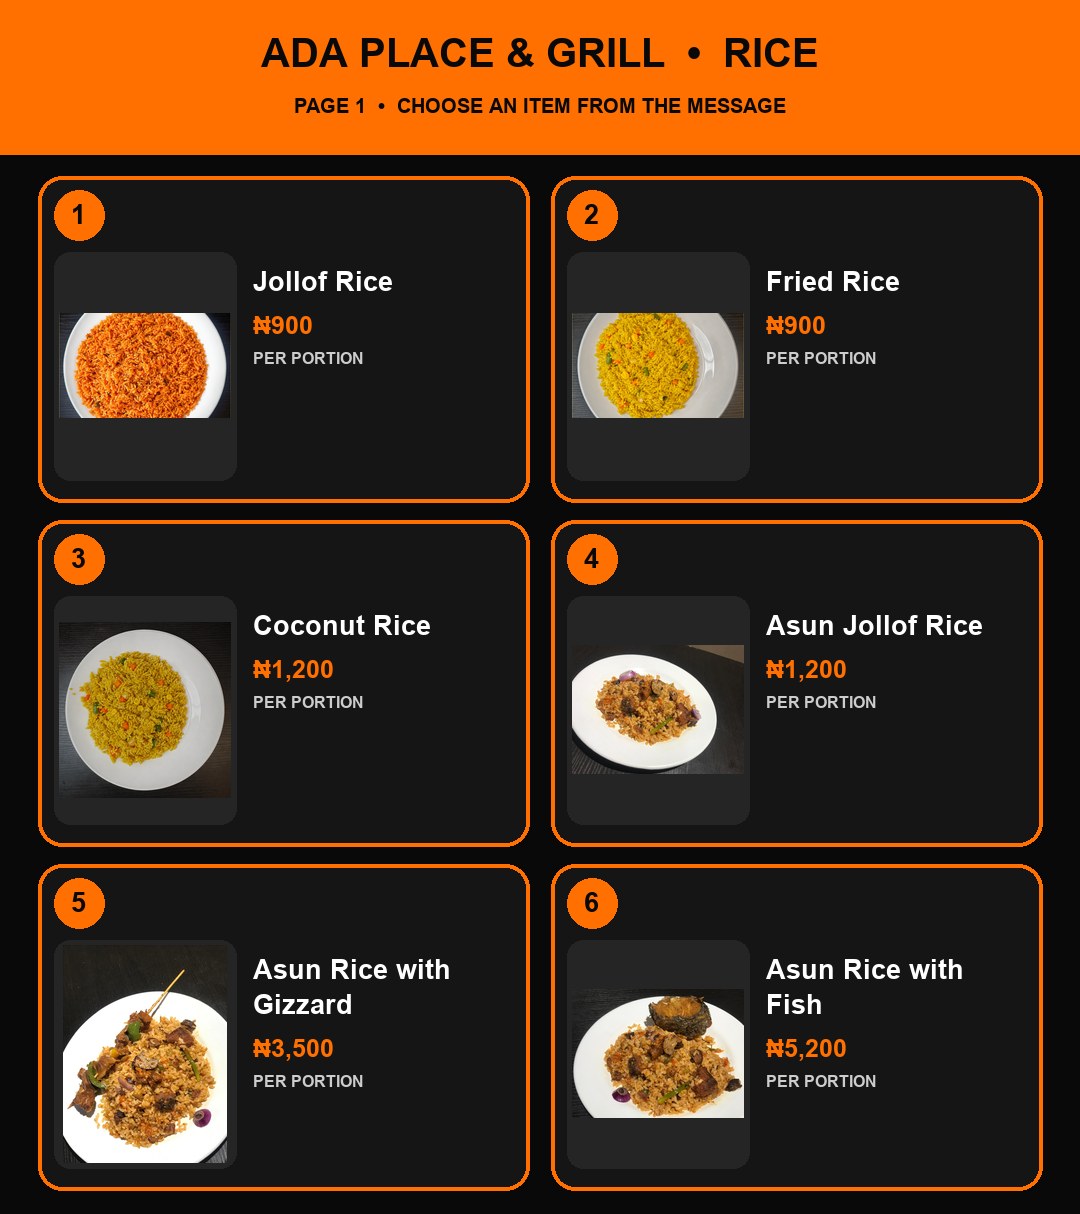 ADA PLACE & GRILL • RICE
PAGE 1 • CHOOSE AN ITEM FROM THE MESSAGE
1
Jollof Rice
₦900
PER PORTION
2
Fried Rice
₦900
PER PORTION
3
Coconut Rice
₦1,200
PER PORTION
4
Asun Jollof Rice
₦1,200
PER PORTION
5
Asun Rice with
Gizzard
₦3,500
PER PORTION
6
Asun Rice with
Fish
₦5,200
PER PORTION